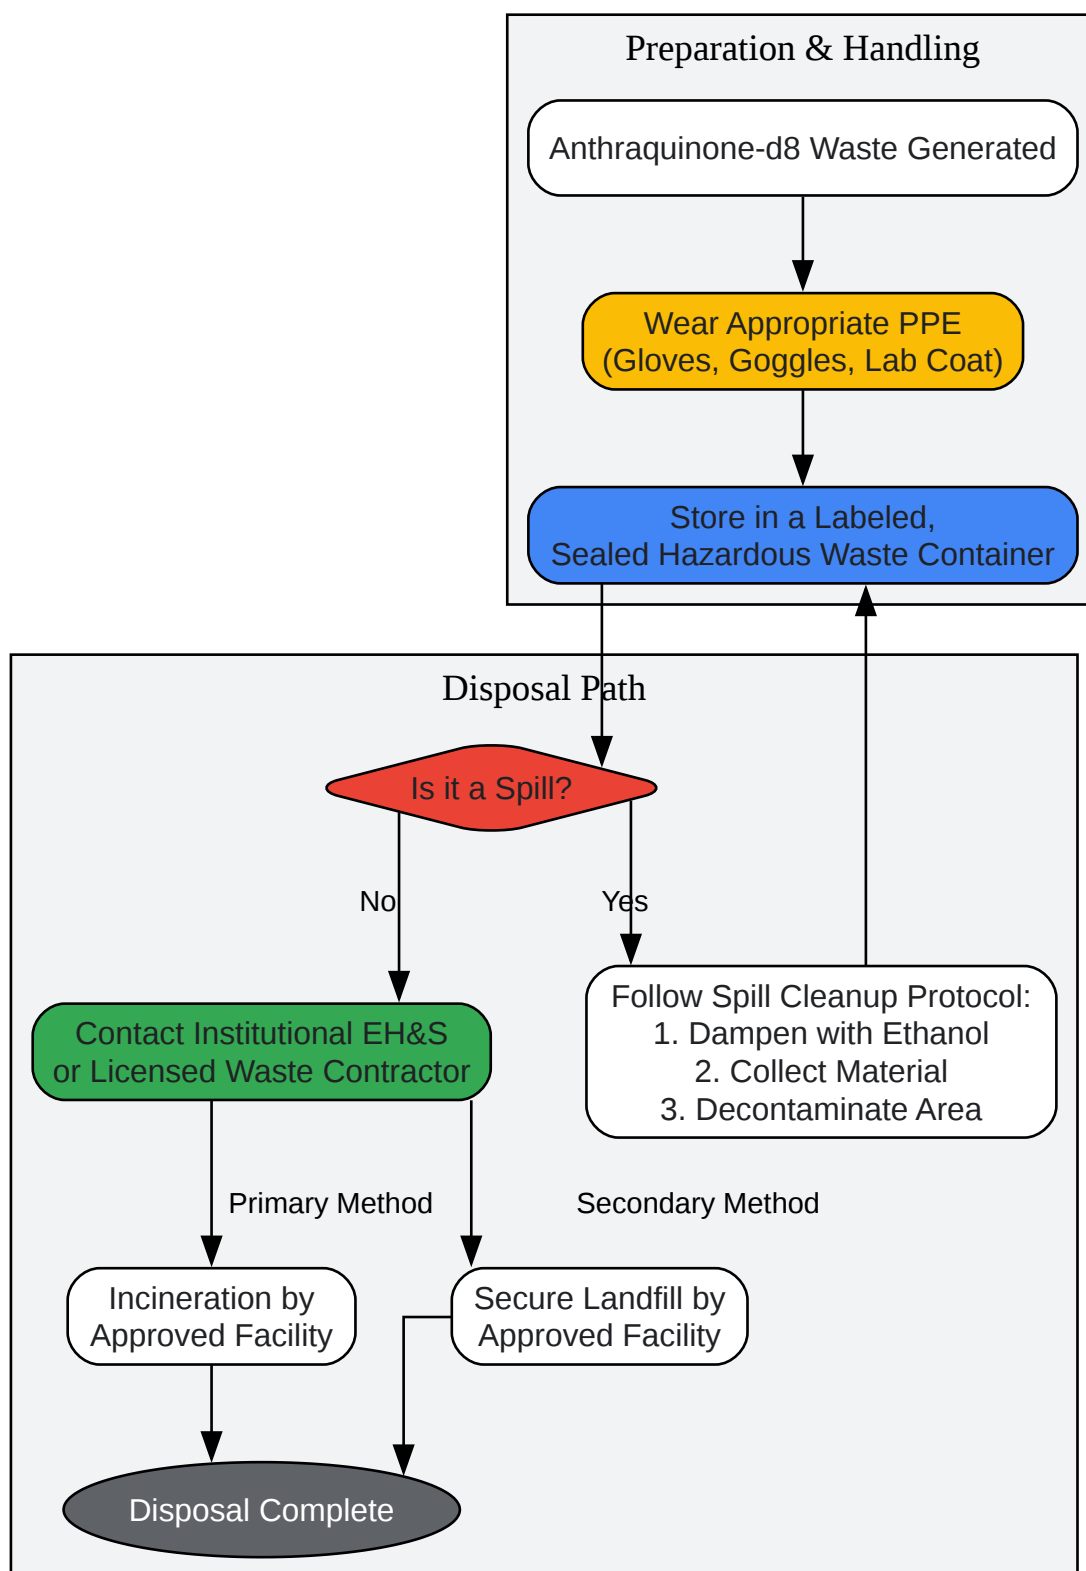 Preparation & Handling
Anthraquinone-d8 Waste Generated
Wear Appropriate PPE
(Gloves, Goggles, Lab Coat)
Store in a Labeled,
Sealed Hazardous Waste Container
Disposal Path
Is it a Spill?
No
Yes
Contact Institutional EH&S
or Licensed Waste Contractor
Follow Spill Cleanup Protocol:
1. Dampen with Ethanol
2. Collect Material
3. Decontaminate Area
Primary Method
Secondary Method
Incineration by
Approved Facility
Secure Landfill by
Approved Facility
Disposal Complete